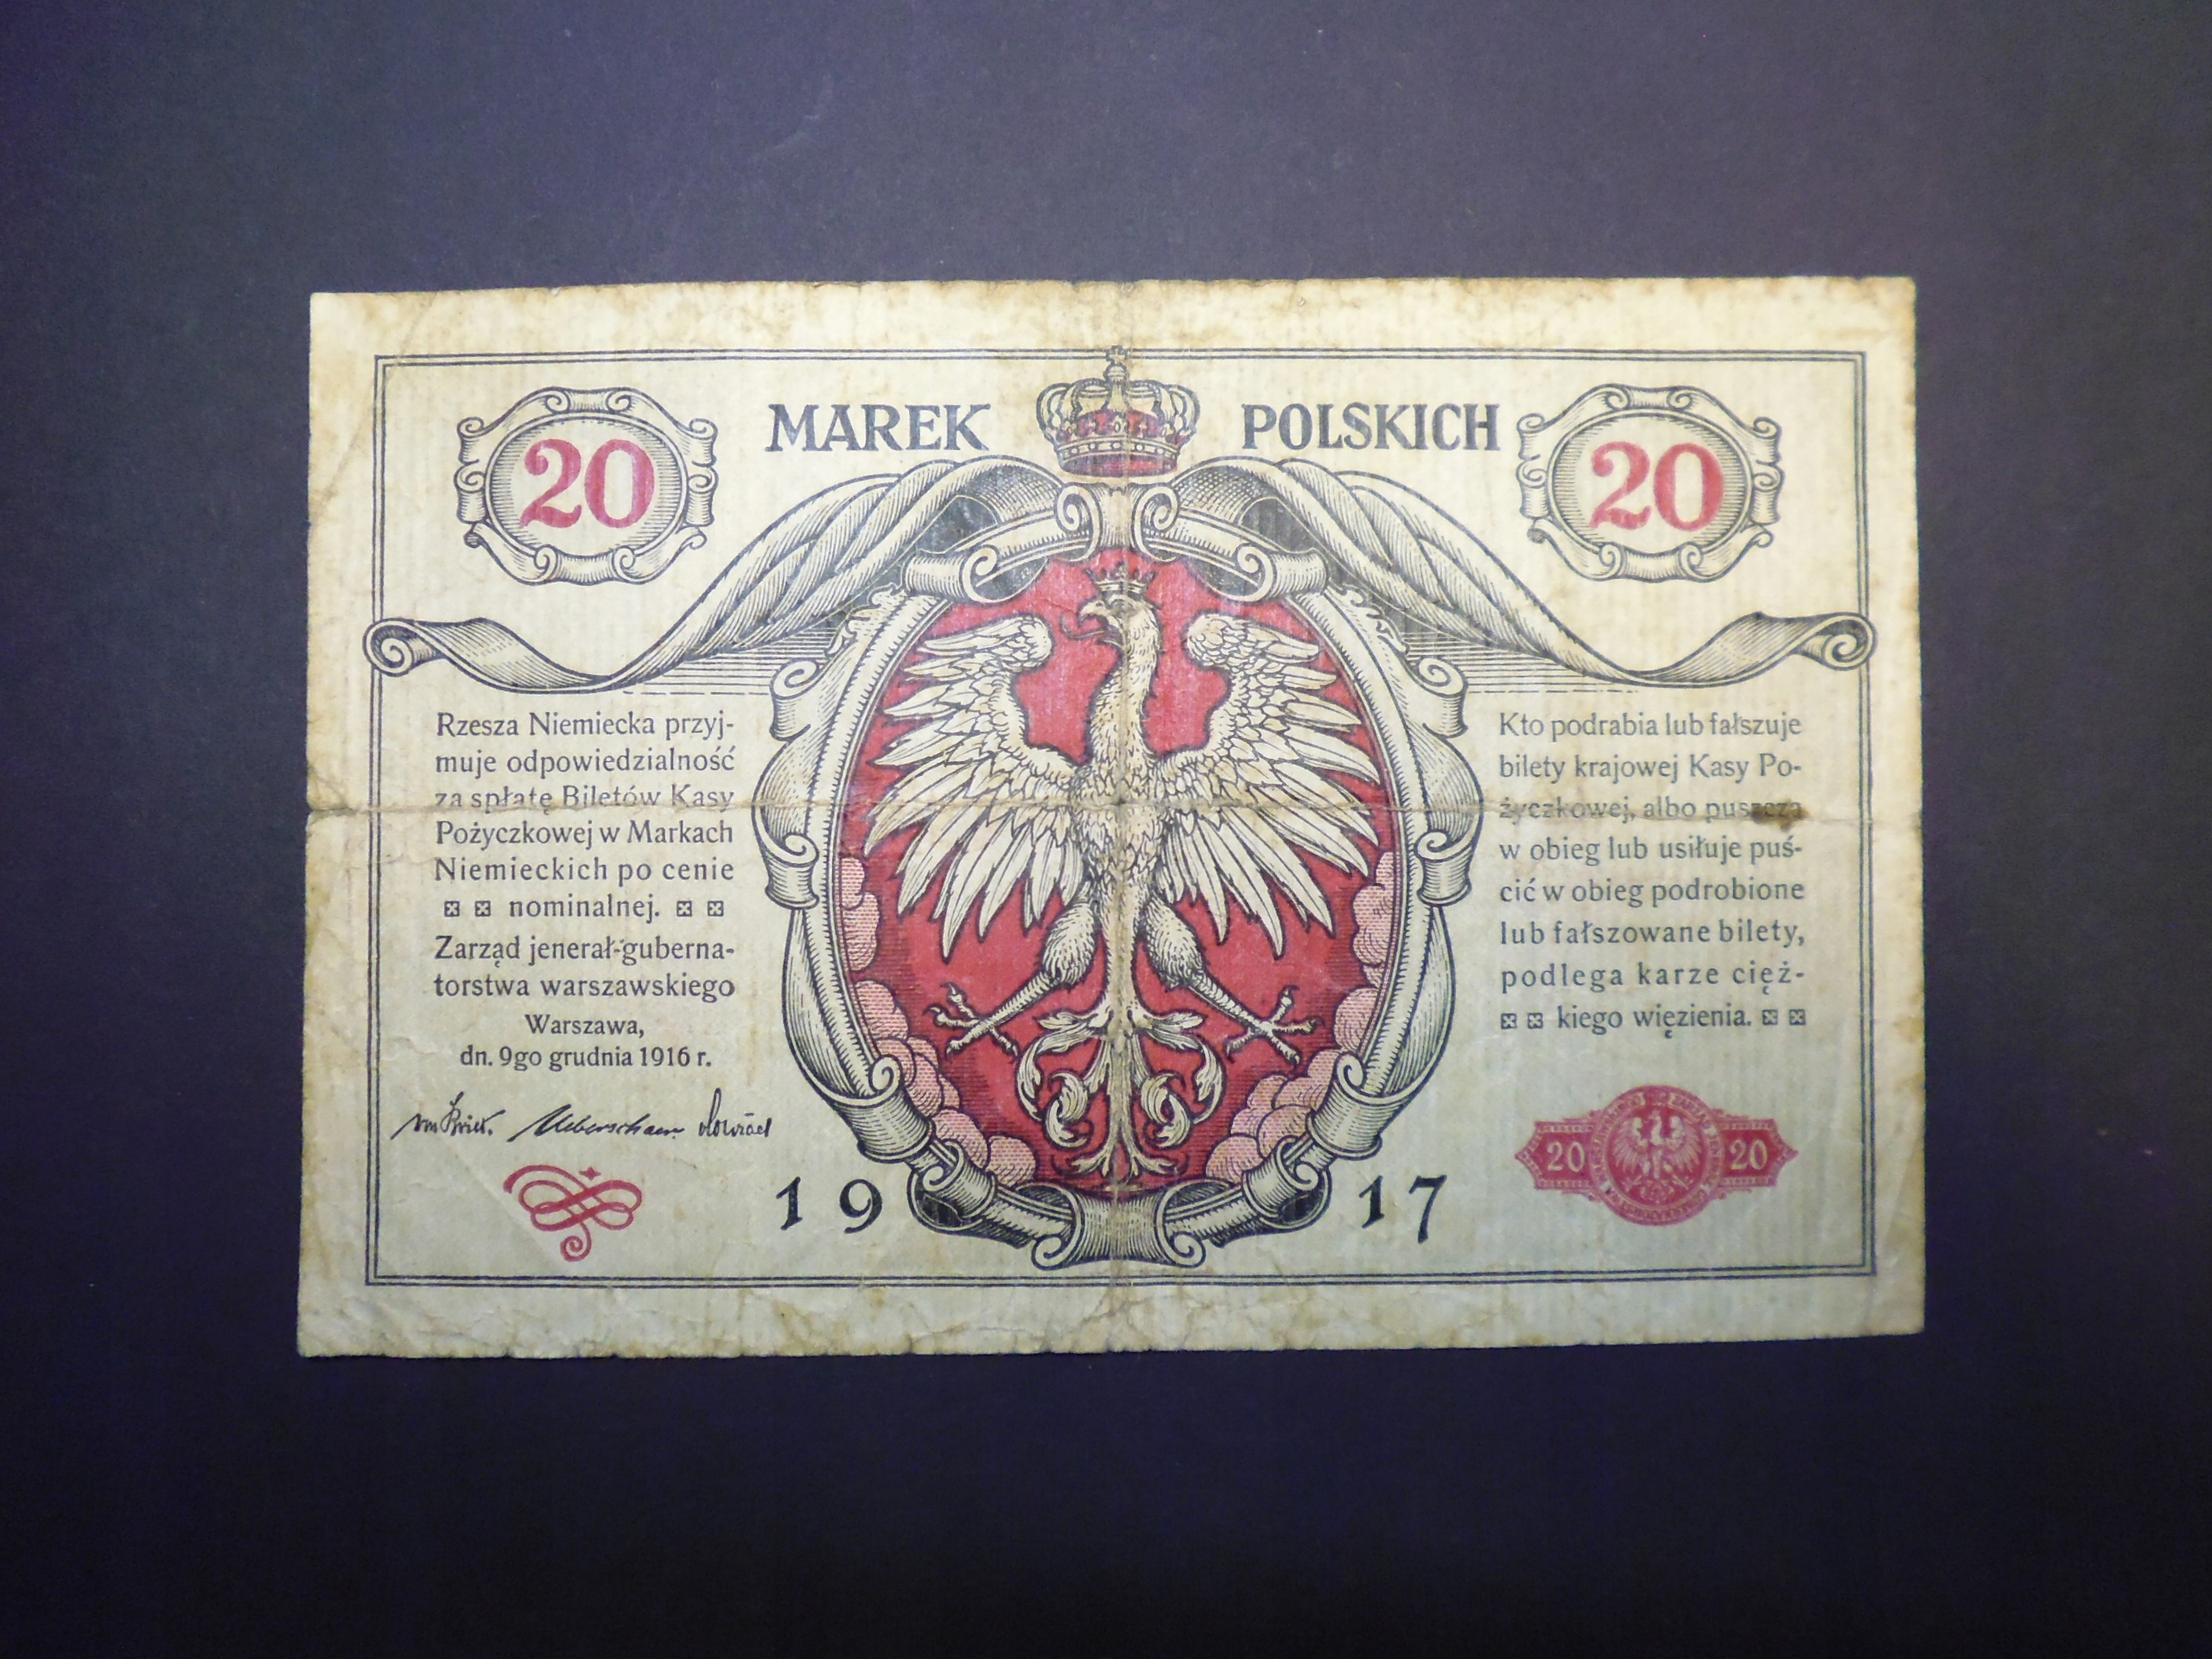 20
MAREK POLSKICH
20
Rzesza Niemiecka przyj-
muje odpowiedzialność
za spłatę Biletów Kasy
Pożyczkowej w Markach
Niemieckich po cenie
nominalnej.
Zarząd jenerał-guberna-
torstwa warszawskiego
Warszawa,
dn. 9go grudnia 1916 r.
Kto podrabia lub fałszuje
bilety krajowej Kasy Po-
życzkowej, albo puszcza
w obieg lub usiłuje puś-
cić w obieg podrobione
lub fałszowane bilety,
podlega karze cięż-
kiego więzienia.
1917
20 20